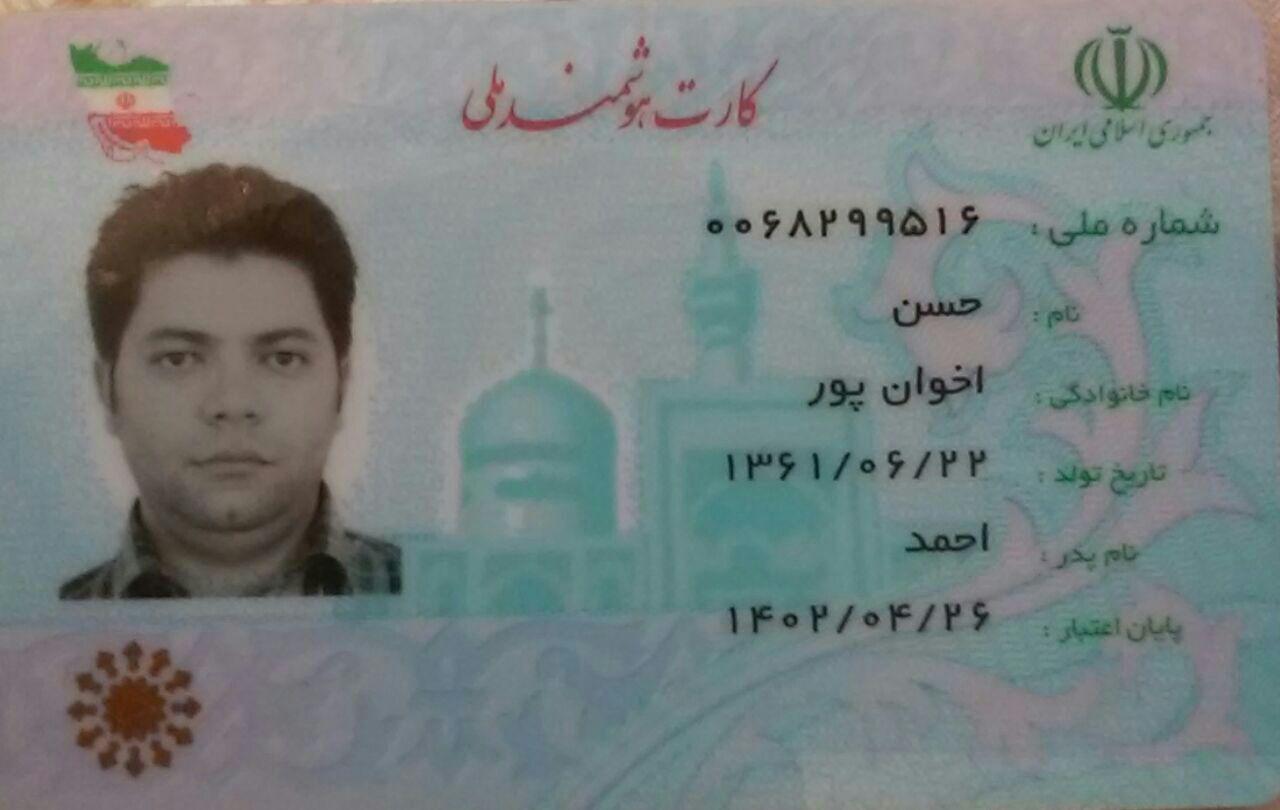 جمهوری اسلامی ایران
کارت هوشمند ملی
شماره ملی : ۰۰۶۸۲۹۹۵۱۶
نام : حسن
نام خانوادگی : اخوان پور
تاریخ تولد : ۱۳۶۱/۰۶/۲۲
نام پدر : احمد
پایان اعتبار : ۱۴۰۲/۰۴/۲۶